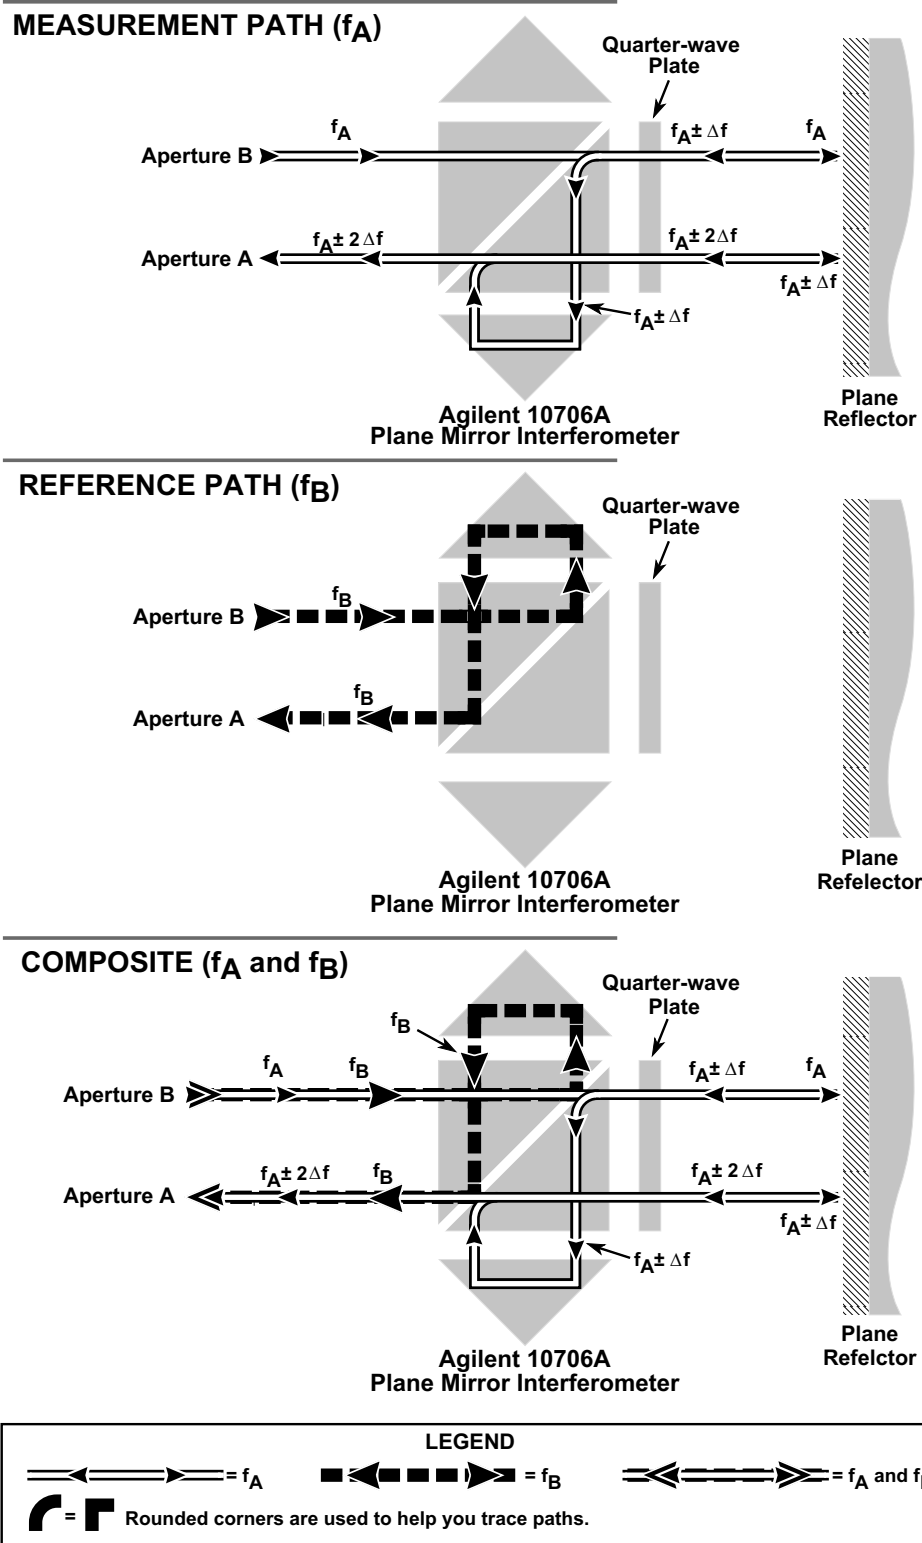 MEASUREMENT PATH (fA)
Quarter-wave
Plate
fA
fA± Δf
fA
Aperture B
fA± 2 Δf
fA± 2Δf
Aperture A
fA± Δf
fA± Δf
Plane
Reflector
Agilent 10706A
Plane Mirror Interferometer
REFERENCE PATH (fB)
Quarter-wave
Plate
fB
Aperture B
fB
Aperture A
Plane
Refelector
Agilent 10706A
Plane Mirror Interferometer
COMPOSITE (fA and fB)
Quarter-wave
Plate
fB
fA
fB
fA± Δf
fA
Aperture B
fA± 2Δf
fB
fA± 2 Δf
Aperture A
fA± Δf
fA± Δf
Plane
Refelctor
Agilent 10706A
Plane Mirror Interferometer
LEGEND
= fA
= fB
= fA and f
= Rounded corners are used to help you trace paths.